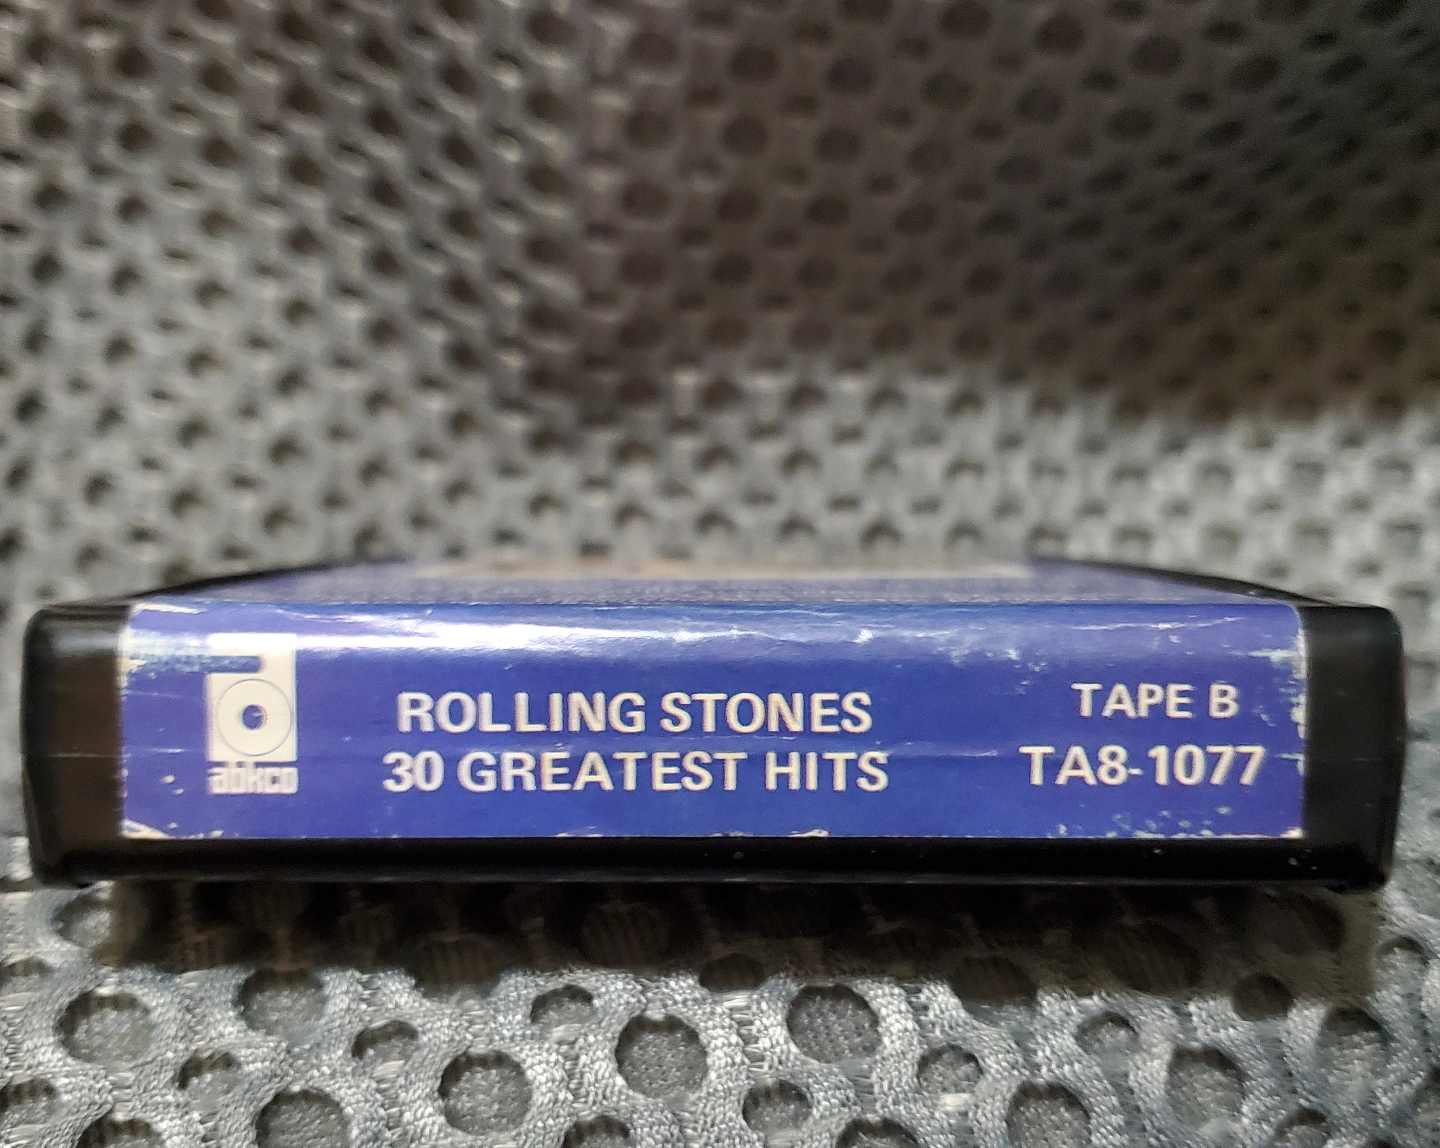 abkco
ROLLING STONES
30 GREATEST HITS
TAPE B
TA8-1077